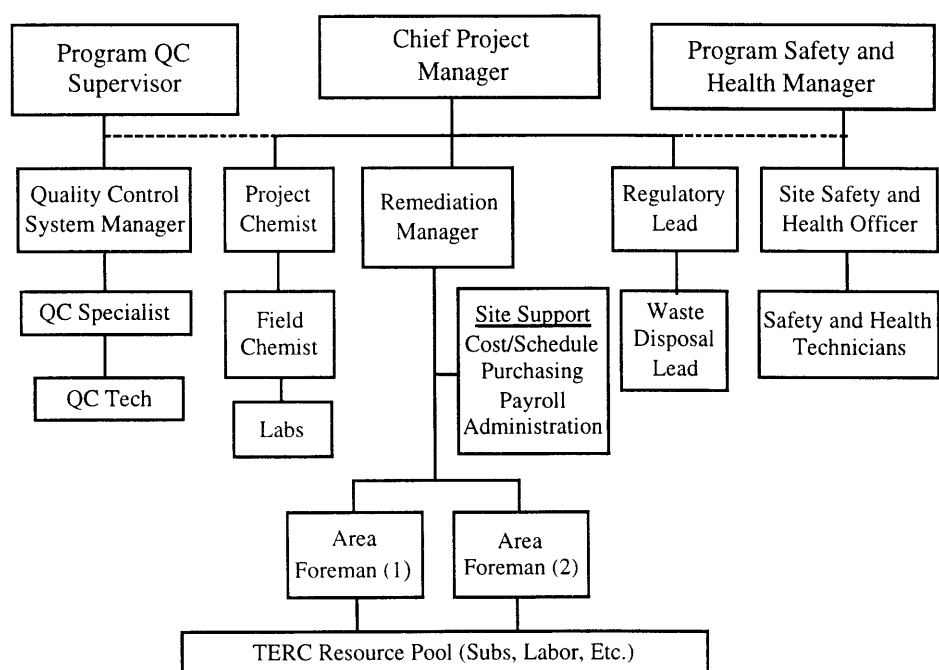 Program QC
Supervisor
Chief Project
Manager
Program Safety and
Health Manager
Quality Control
System Manager
Project
Chemist
Remediation
Manager
Regulatory
Lead
Site Safety and
Health Officer
QC Specialist
QC Tech
Field
Chemist
Labs
Site Support
Cost/Schedule
Purchasing
Payroll
Administration
Waste
Disposal
Lead
Safety and Health
Technicians
Area
Foreman (1)
Area
Foreman (2)
TERC Resource Pool (Subs, Labor, Etc.)